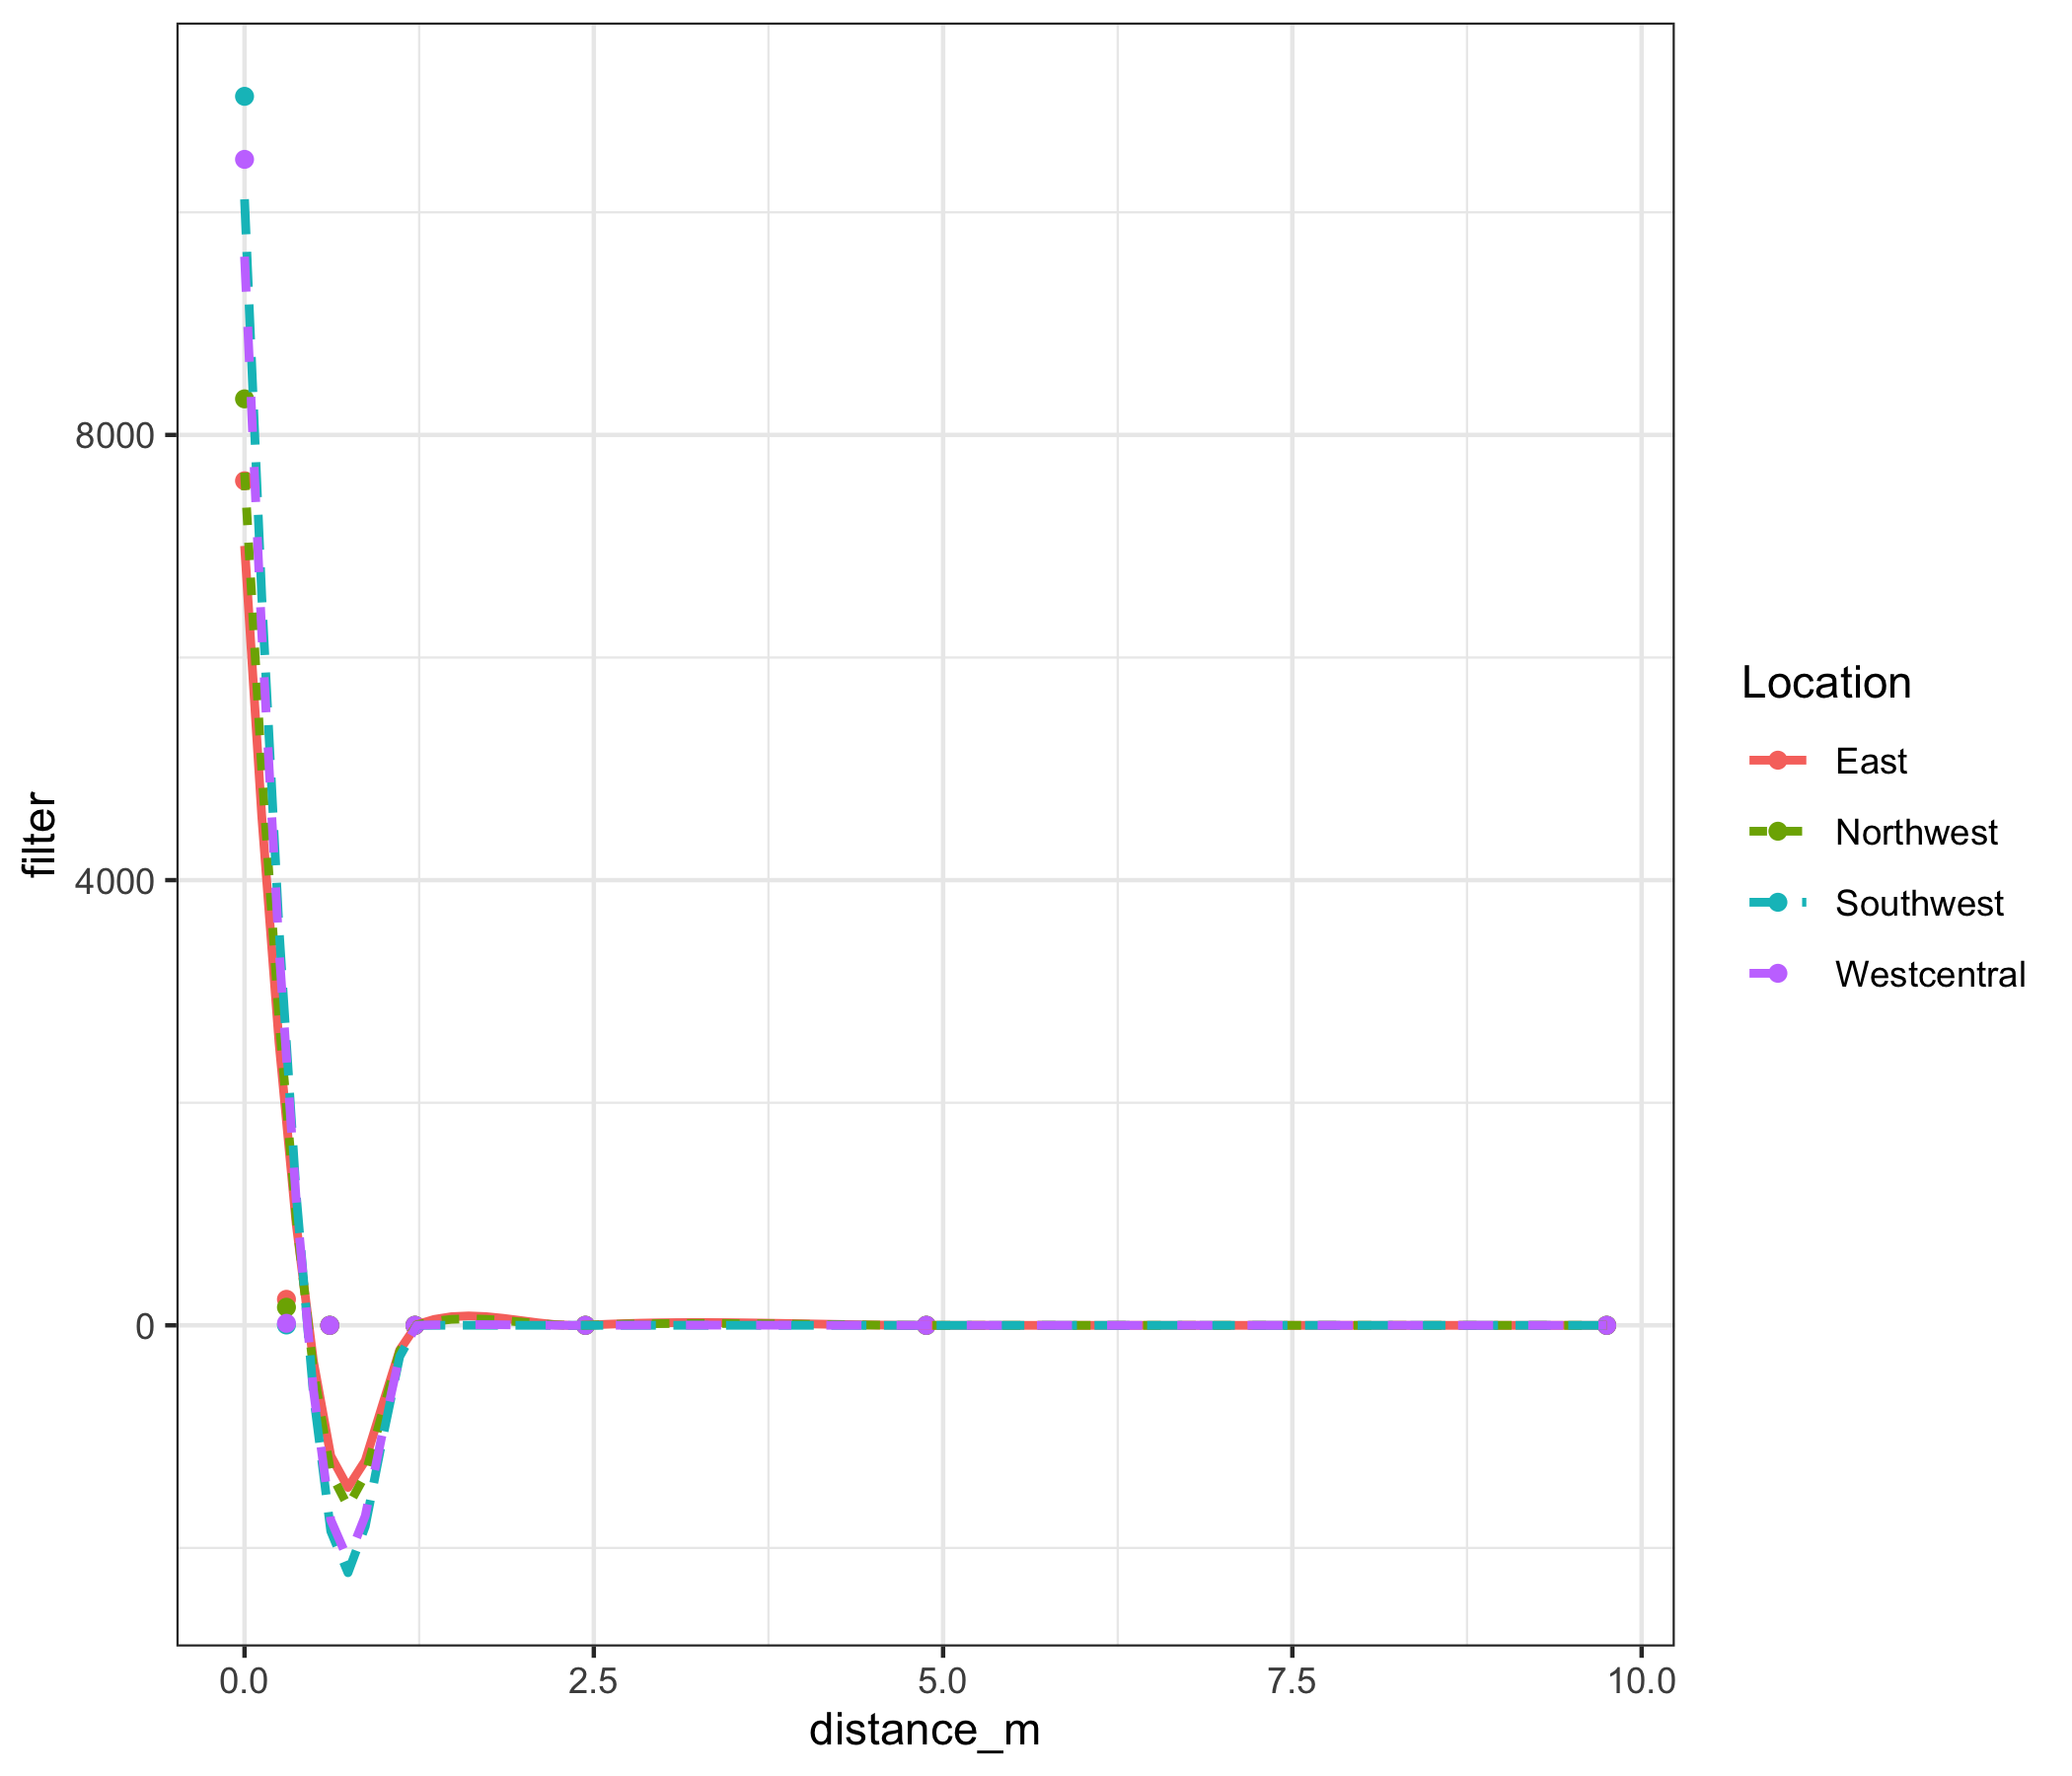 8000
4000
0
filter
0.0 2.5 5.0 7.5 10.0
distance_m
Location
East
Northwest
Southwest
Westcentral